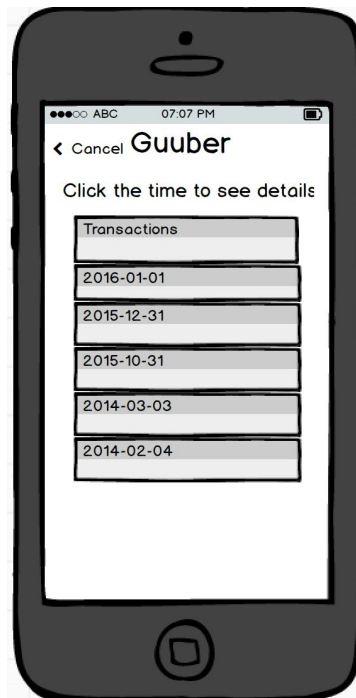 ABC 07:07 PM
Cancel Guuber
Click the time to see details
Transactions
2016-01-01
2015-12-31
2015-10-31
2014-03-03
2014-02-04